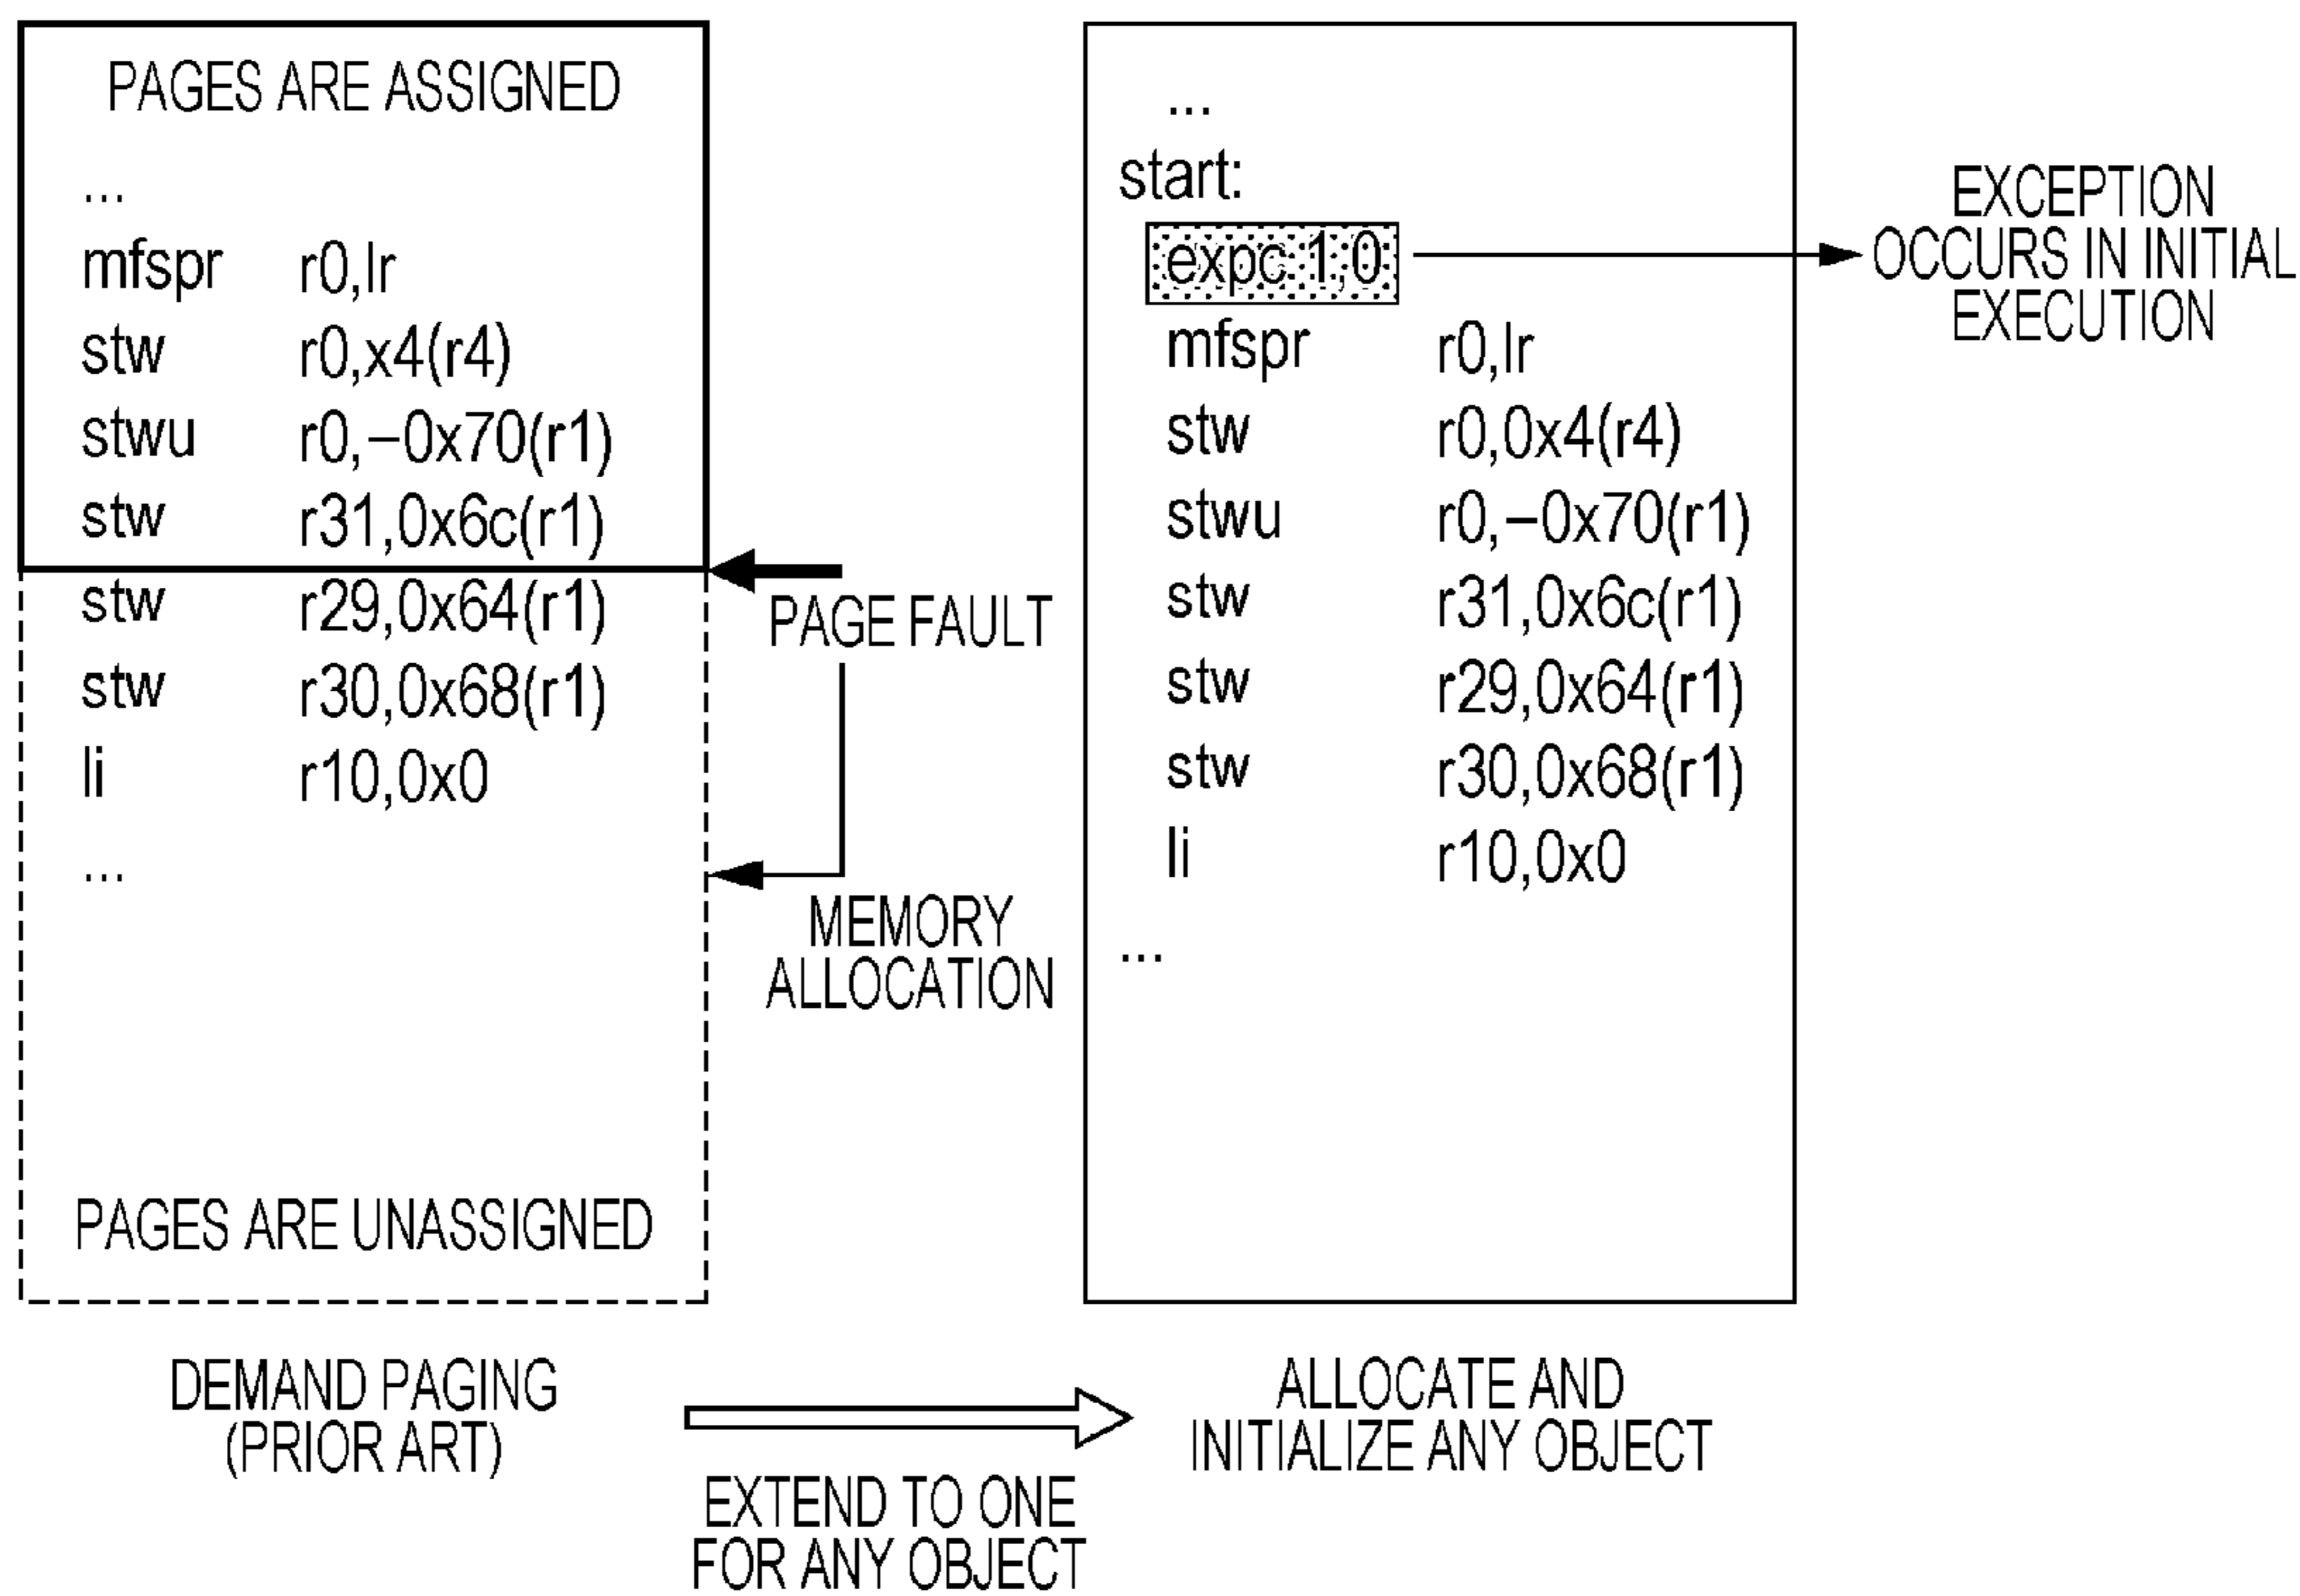 PAGES ARE ASSIGNED
...
mfspr r0,lr
stw r0,x4(r4)
stwu r0,–0x70(r1)
stw r31,0x6c(r1)
stw r29,0x64(r1)
stw r30,0x68(r1)
li r10,0x0
...
PAGES ARE UNASSIGNED
PAGE FAULT
MEMORY
ALLOCATION
...
start:
expc 1,0
mfspr r0,lr
stw r0,0x4(r4)
stwu r0,–0x70(r1)
stw r31,0x6c(r1)
stw r29,0x64(r1)
stw r30,0x68(r1)
li r10,0x0
...
EXCEPTION
OCCURS IN INITIAL
EXECUTION
DEMAND PAGING
(PRIOR ART)
EXTEND TO ONE
FOR ANY OBJECT
ALLOCATE AND
INITIALIZE ANY OBJECT